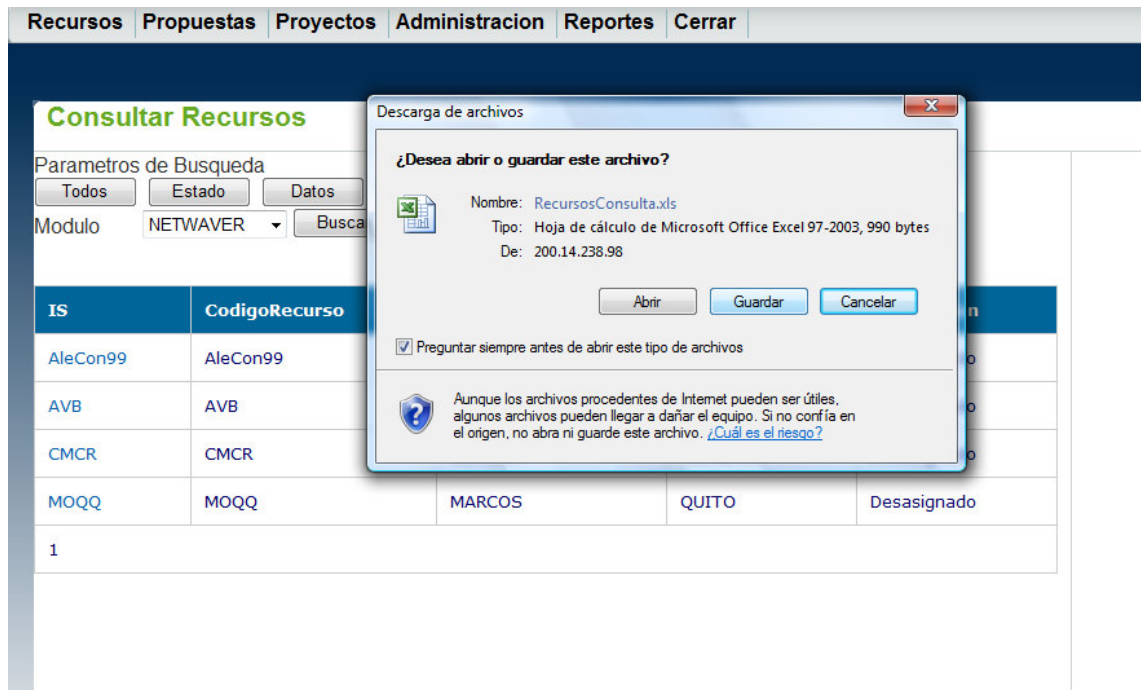 Recursos Propuestas Proyectos Administracion Reportes Cerrar
Consultar Recursos
Parametros de Busqueda
Todos Estado Datos
Modulo NETWAVER Busca
IS CodigoRecurso n
AleCon99 AleCon99 o
AVB AVB o
CMCR CMCR o
MOQQ MOQQ MARCOS QUITO Desasignado
1
Descarga de archivos
¿Desea abrir o guardar este archivo?
Nombre: RecursosConsulta.xls
Tipo: Hoja de cálculo de Microsoft Office Excel 97-2003, 990 bytes
De: 200.14.238.98
Abrir Guardar Cancelar
Preguntar siempre antes de abrir este tipo de archivos
Aunque los archivos procedentes de Internet pueden ser útiles,
algunos archivos pueden llegar a dañar el equipo. Si no confía en
el origen, no abra ni guarde este archivo. ¿Cuál es el riesgo?